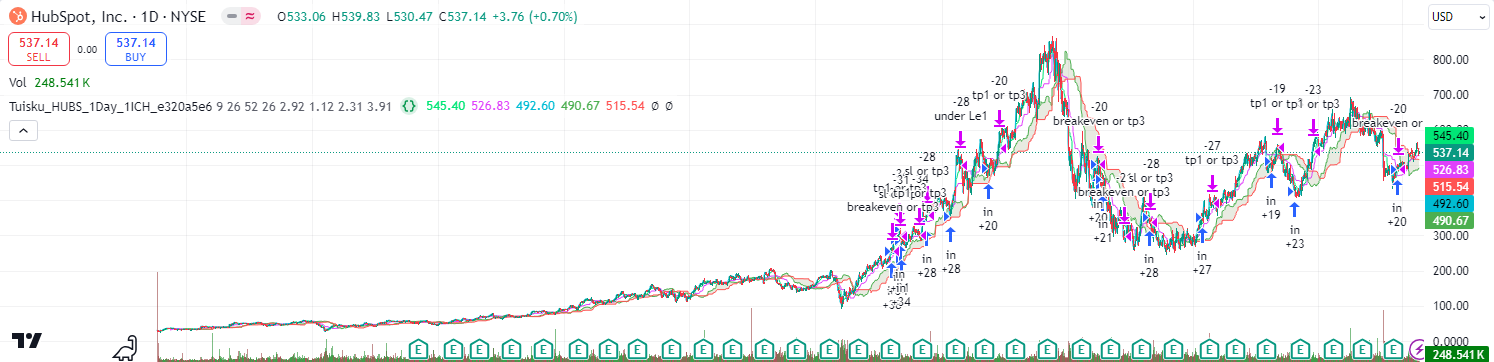 HubSpot, Inc. · 1D · NYSE
O533.06 H539.83 L530.47 C537.14 +3.76 (+0.70%)
USD
537.14
SELL
0.00
537.14
BUY
Vol 248.541 K
Tuisku_HUBS_1Day_1ICH_e320a5e6 9 26 52 26 2.92 1.12 2.31 3.91
545.40 526.83 492.60 490.67 515.54 Ø Ø
800.00
700.00
545.40
537.14
526.83
515.54
492.60
490.67
300.00
200.00
100.00
0.0000
248.541 K
-28
under Le1
-20
tp1 or tp3
-20
breakeven or tp3
-28
sl or tp3
breakeven or tp3
-34
breakeven or tp3
-28
sl or tp3
-27
tp1 or tp3
-19
tp1 or tp3
-23
tp3
-20
breakeven or
in
+28
in
+28
in
+20
in
+20
+21
in
+28
in
+27
in
+19
in
+23
in
+20
in
+34
E E E E E E E E E E E E E E E E E E E E E E E E E E E E E E E E